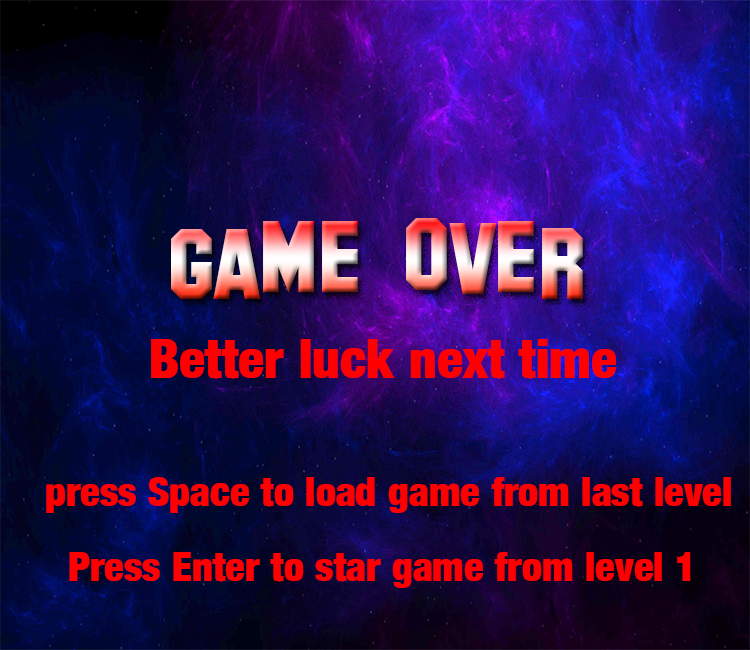 GAME OVER
Better luck next time
press Space to load game from last level
Press Enter to star game from level 1